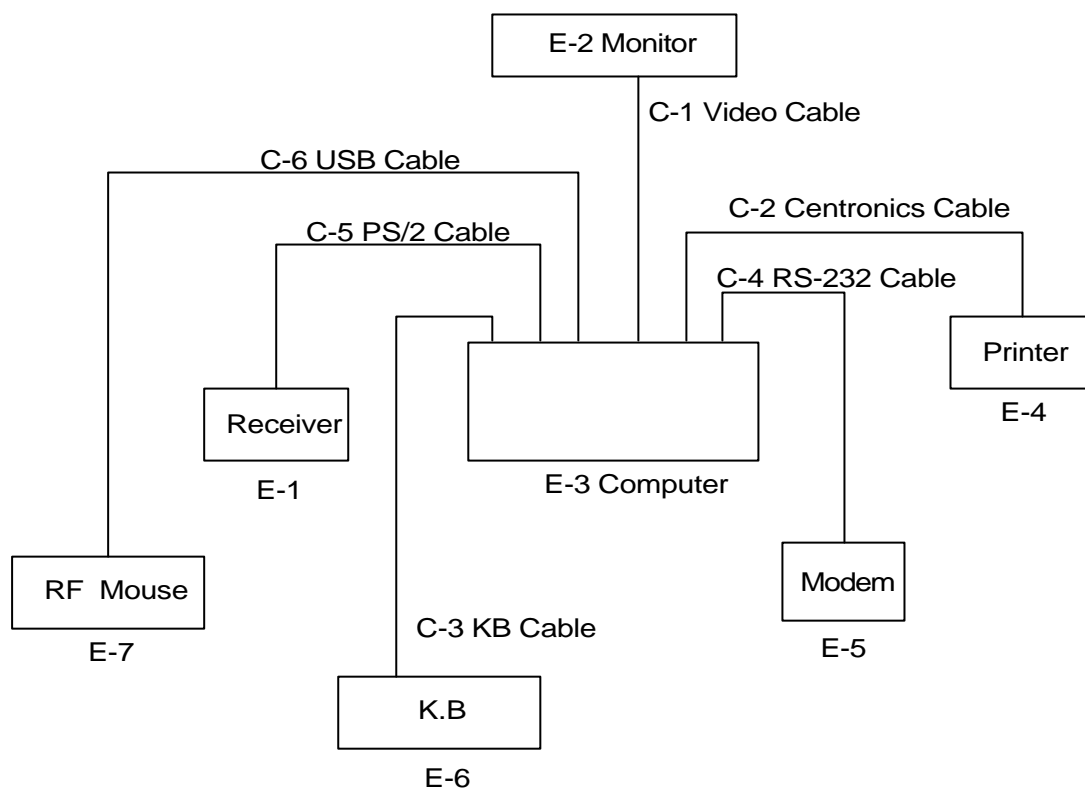 E-2 Monitor
C-1 Video Cable
C-6 USB Cable
C-2 Centronics Cable
C-5 PS/2 Cable
C-4 RS-232 Cable
Printer
E-4
Receiver
E-3 Computer
E-1
RF Mouse
Modem
C-3 KB Cable
E-5
E-7
K.B
E-6